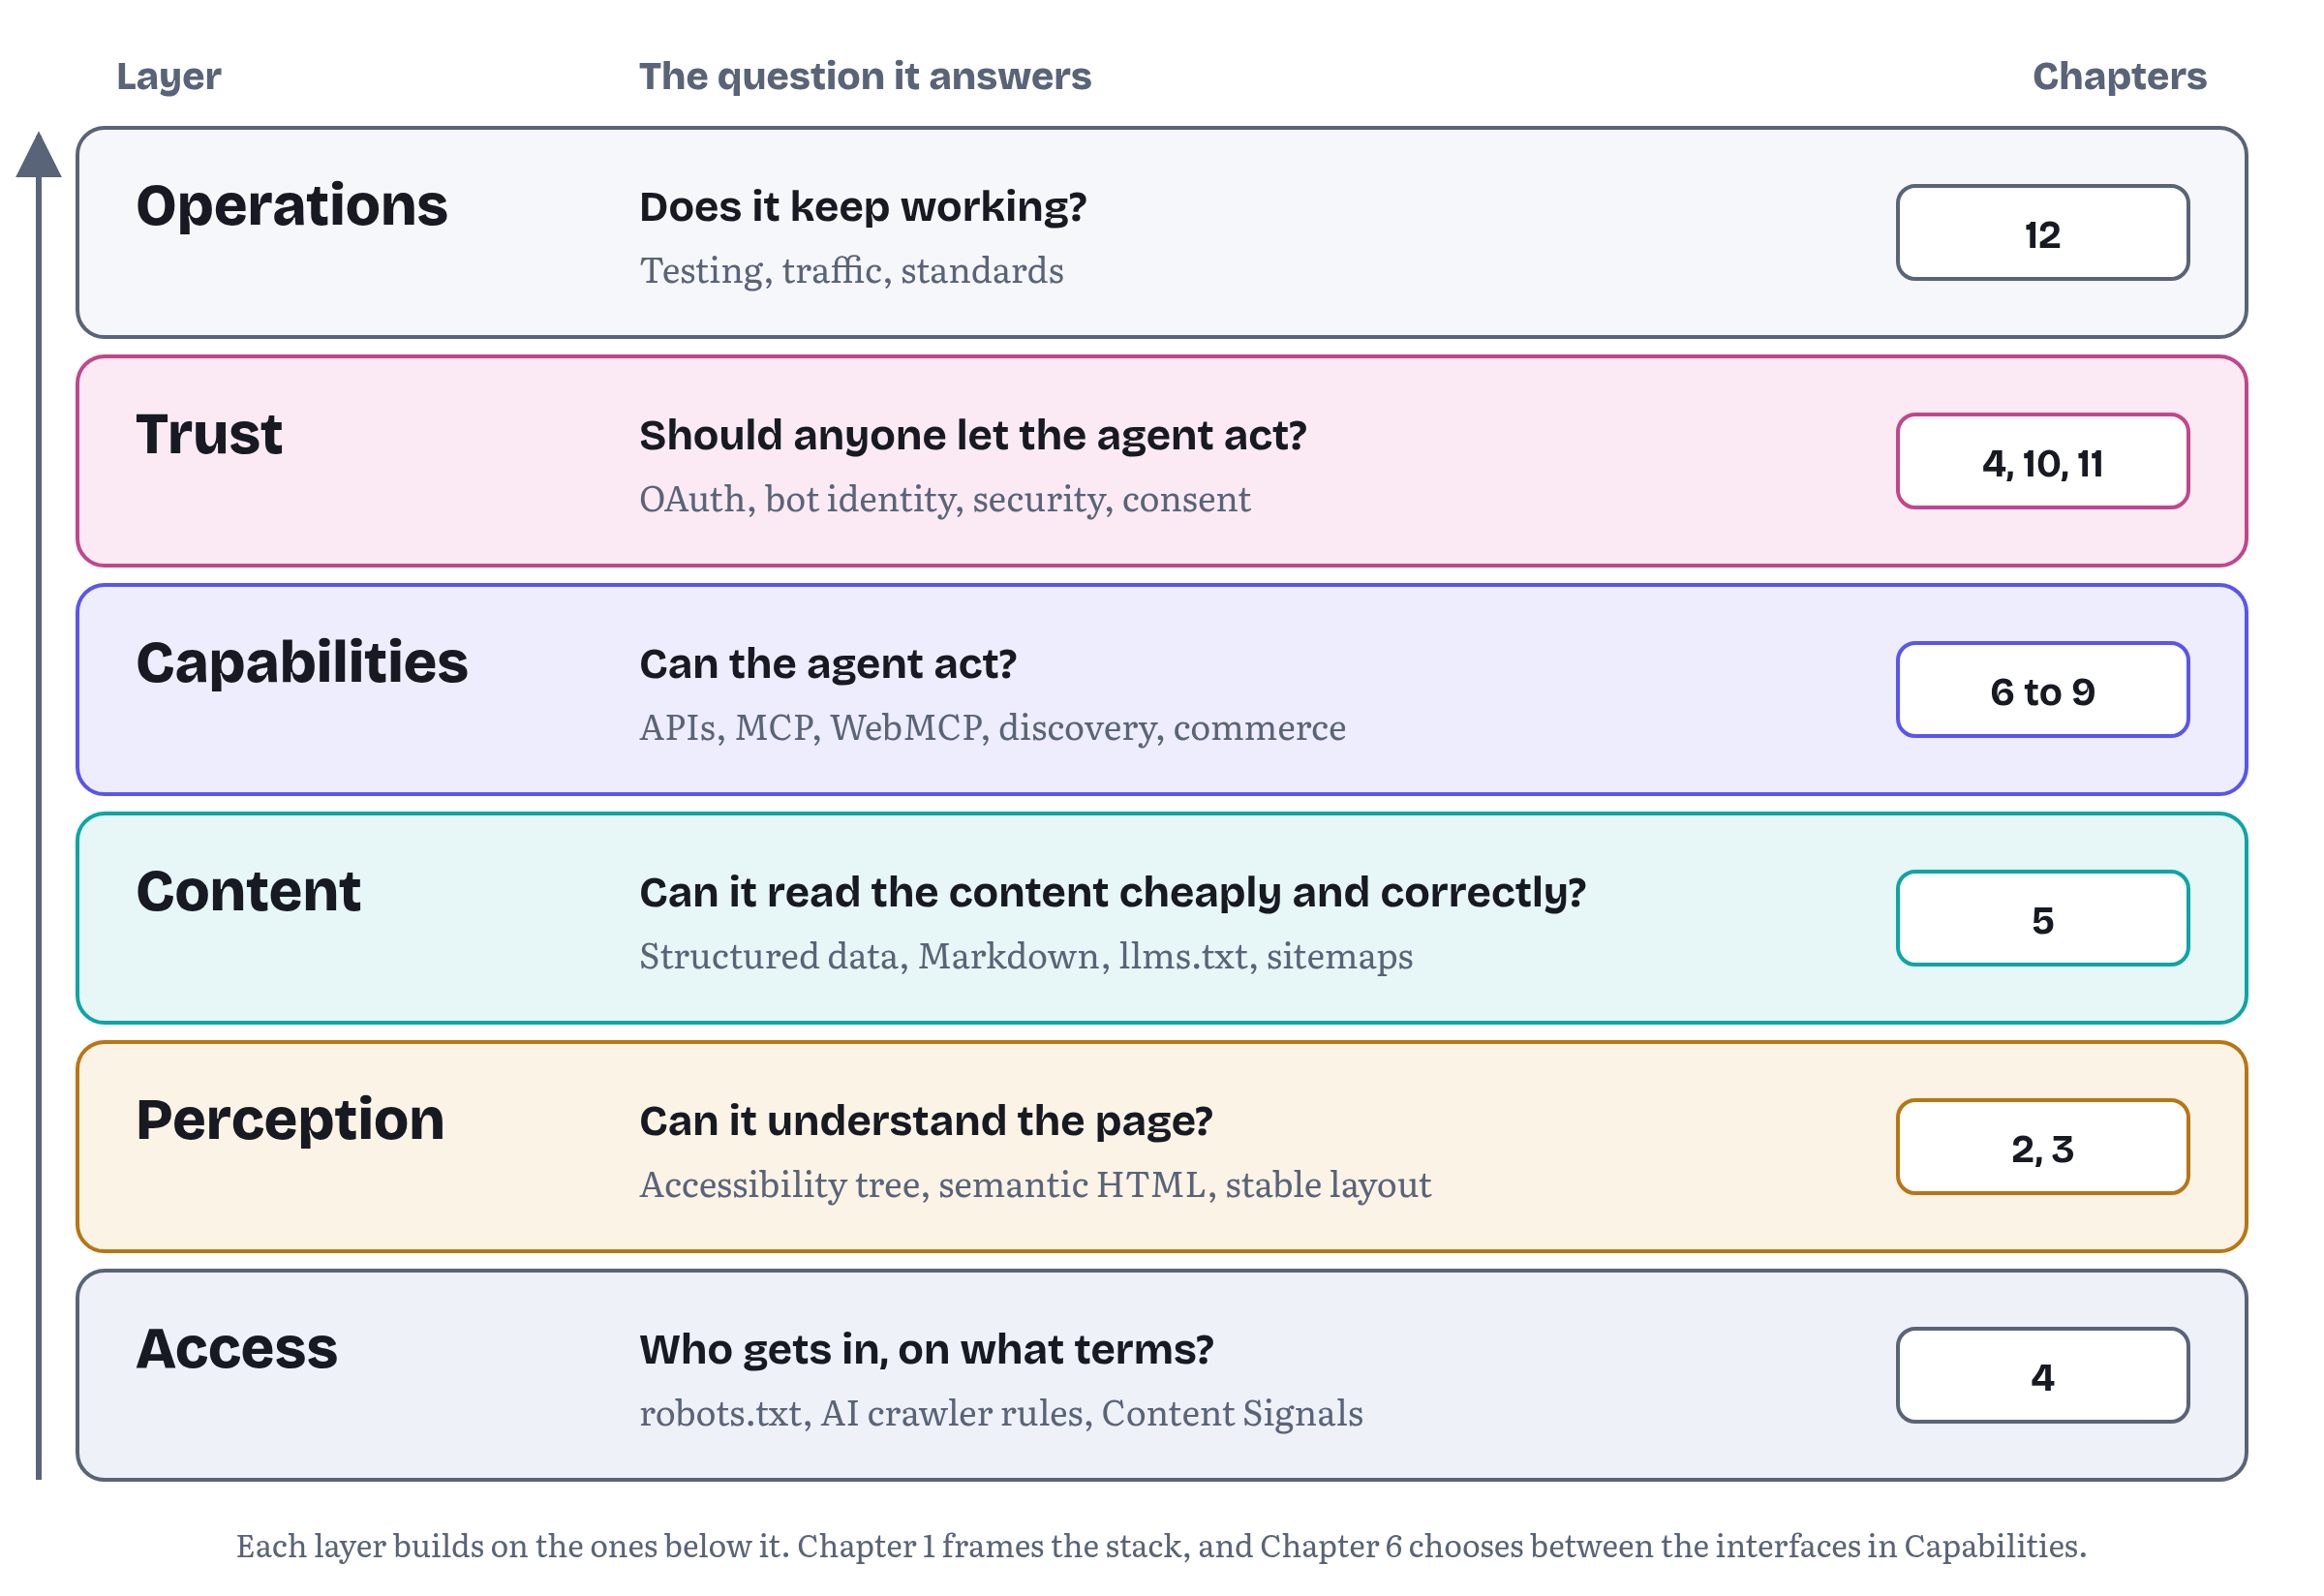 Layer
The question it answers
Chapters
Operations
Does it keep working?
Testing, traffic, standards
12
Trust
Should anyone let the agent act?
OAuth, bot identity, security, consent
4, 10, 11
Capabilities
Can the agent act?
APIs, MCP, WebMCP, discovery, commerce
6 to 9
Content
Can it read the content cheaply and correctly?
Structured data, Markdown, llms.txt, sitemaps
5
Perception
Can it understand the page?
Accessibility tree, semantic HTML, stable layout
2, 3
Access
Who gets in, on what terms?
robots.txt, AI crawler rules, Content Signals
4
Each layer builds on the ones below it. Chapter 1 frames the stack, and Chapter 6 chooses between the interfaces in Capabilities.